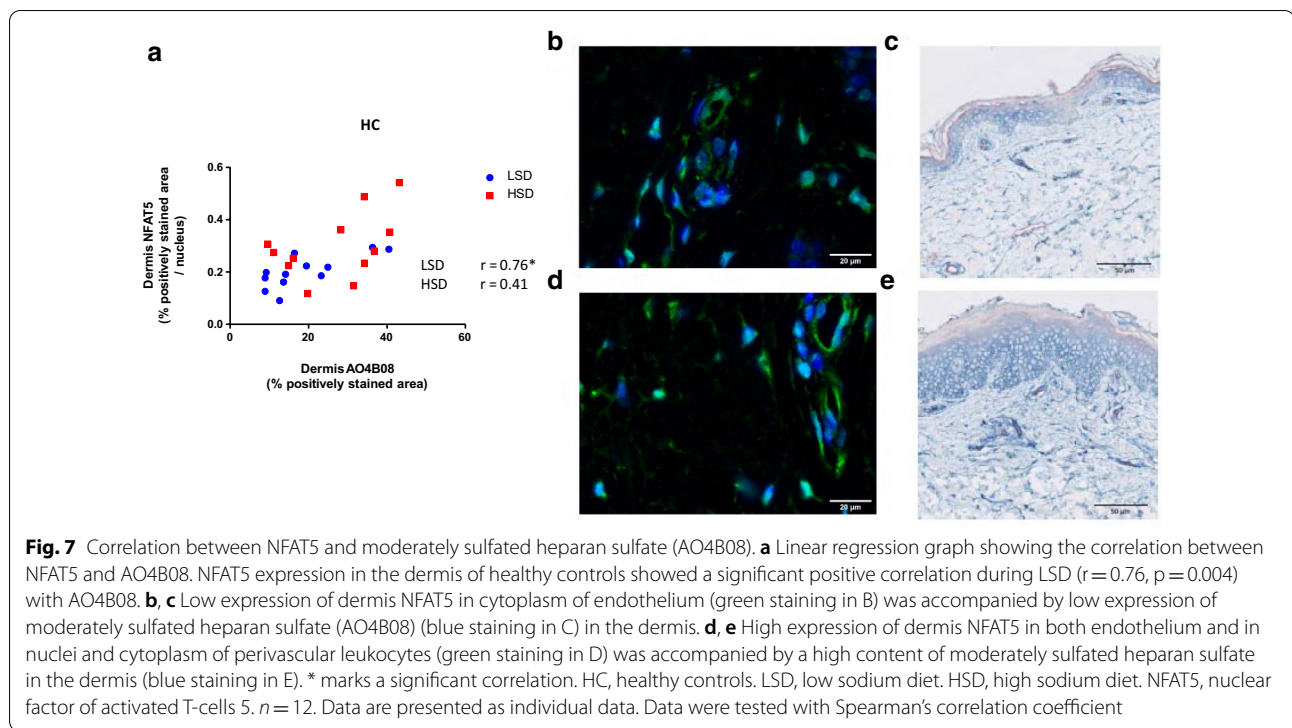 a
b
c
HC
Dermis NFAT5
(% positively stained area
/ nucleus)
0.6
0.4
0.2
0.0
LSD
HSD
LSD r = 0.76*
HSD r = 0.41
0 20 40 60
Dermis AO4B08
(% positively stained area)
20 µm
50 µm
d
e
20 µm
50 µm
Fig. 7 Correlation between NFAT5 and moderately sulfated heparan sulfate (AO4B08). a Linear regression graph showing the correlation between
NFAT5 and AO4B08. NFAT5 expression in the dermis of healthy controls showed a significant positive correlation during LSD (r = 0.76, p = 0.004)
with AO4B08. b, c Low expression of dermis NFAT5 in cytoplasm of endothelium (green staining in B) was accompanied by low expression of
moderately sulfated heparan sulfate (AO4B08) (blue staining in C) in the dermis. d, e High expression of dermis NFAT5 in both endothelium and in
nuclei and cytoplasm of perivascular leukocytes (green staining in D) was accompanied by a high content of moderately sulfated heparan sulfate
in the dermis (blue staining in E). * marks a significant correlation. HC, healthy controls. LSD, low sodium diet. HSD, high sodium diet. NFAT5, nuclear
factor of activated T-cells 5. n = 12. Data are presented as individual data. Data were tested with Spearman's correlation coefficient